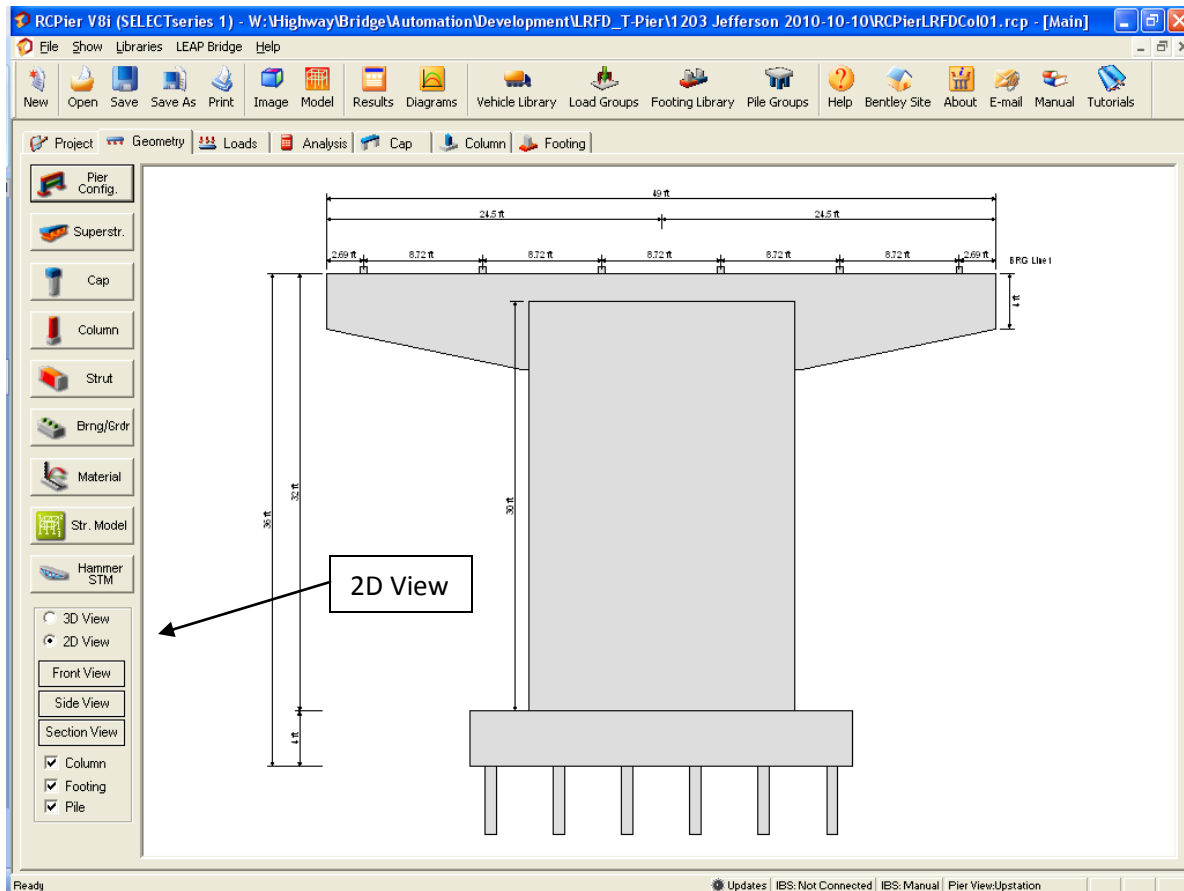 RCPier V8i (SELECTseries 1) - W:\Highway\Bridge\Automation\Development\LRFD_T-Pier\1203 Jefferson 2010-10-10\RCPierLRFDCol01.rcp - [Main]
File Show Libraries LEAP Bridge Help
New Open Save Save As Print Image Model Results Diagrams Vehicle Library Load Groups Footing Library Pile Groups Help Bentley Site About E-mail Manual Tutorials
Project Geometry Loads Analysis Cap Column Footing
Pier
Config.
Superstr.
Cap
Column
Strut
Brng/Grdr
Material
Str. Model
Hammer
STM
3D View
2D View
Front View
Side View
Section View
Column
Footing
Pile
49 ft
24.5 ft 24.5 ft
2.69 ft 8.72 ft 8.72 ft 8.72 ft 8.72 ft 8.72 ft 2.69 ft BRG Line 1
4 ft
36 ft
32 ft
30 ft
4 ft
2D View
Ready Updates IBS: Not Connected IBS: Manual Pier View:Upstation